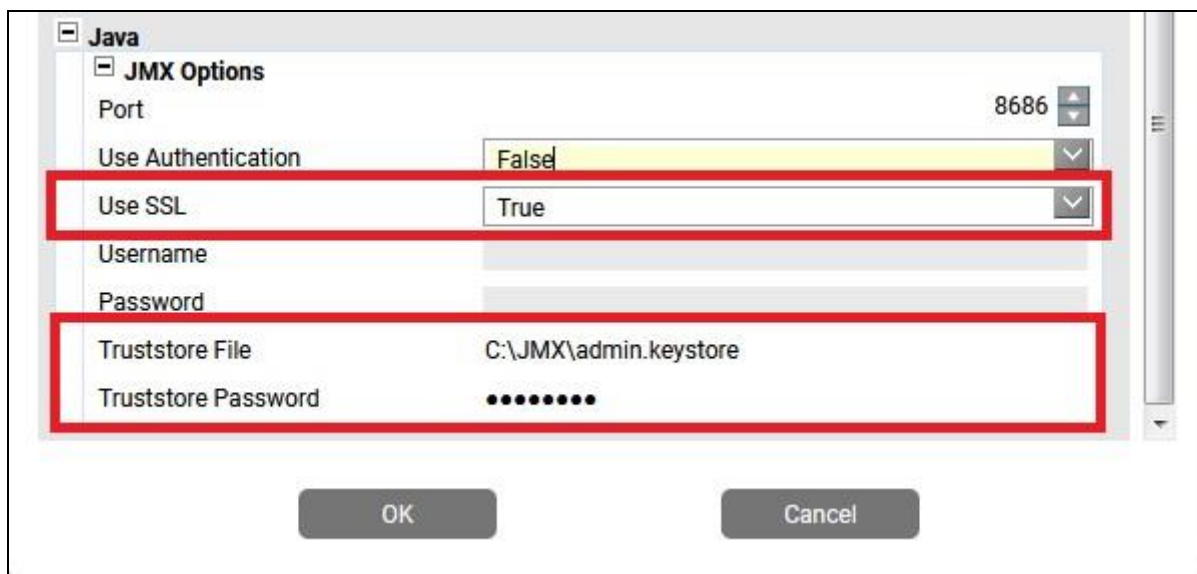 Java
JMX Options
Port 8686
Use Authentication False
Use SSL True
Username
Password
Truststore File C:\JMX\admin.keystore
Truststore Password ••••••••
OK Cancel